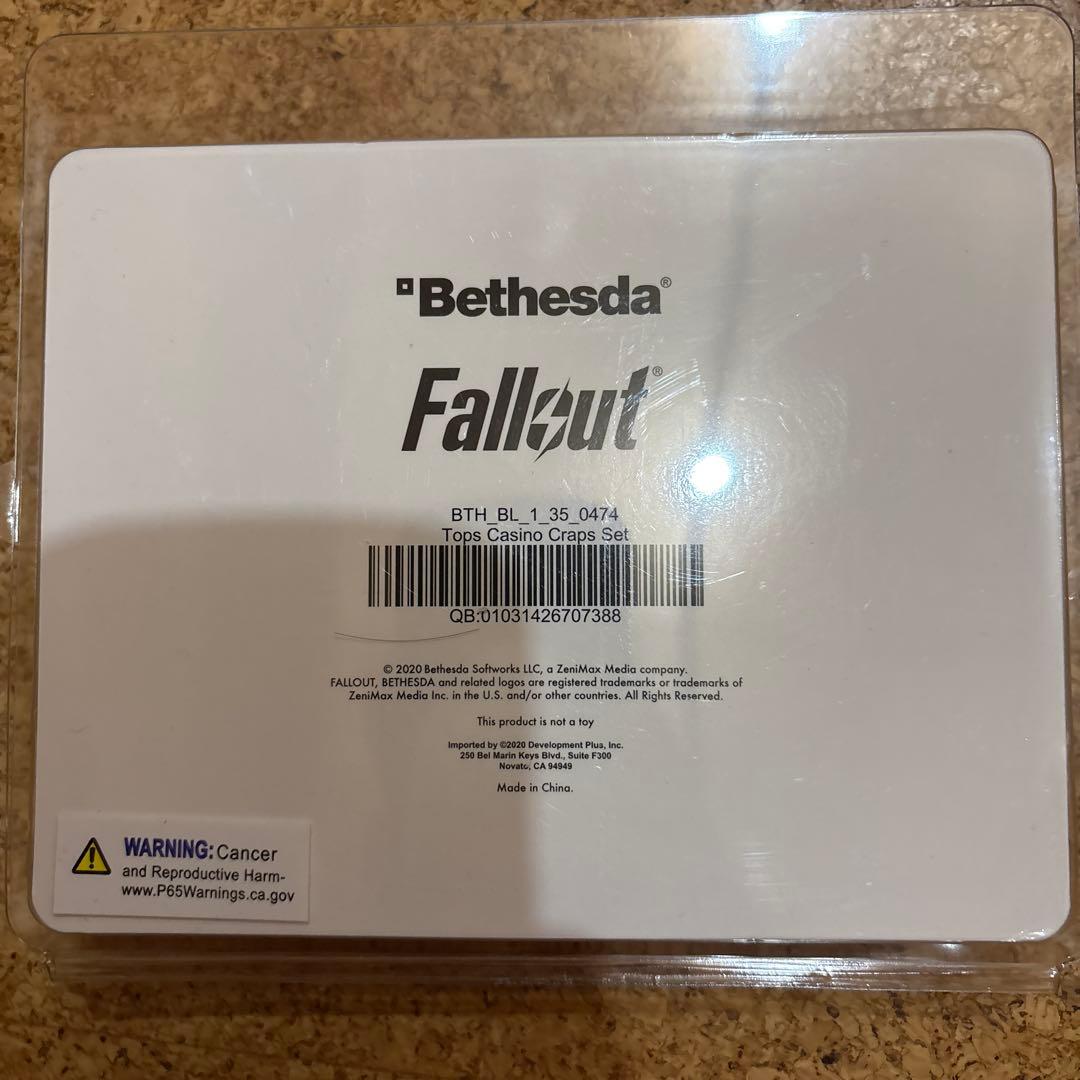 Bethesda®
Fallout®
BTH_BL_1_35_0474
Tops Casino Craps Set
QB:01031426707388
© 2020 Bethesda Softworks LLC, a ZeniMax Media company.
FALLOUT, BETHESDA and related logos are registered trademarks or trademarks of
ZeniMax Media Inc. in the U.S. and/or other countries. All Rights Reserved.
This product is not a toy
Imported by ©2020 Development Plus, Inc.
250 Bel Marin Keys Blvd., Suite F300
Novato, CA 94949
Made in China.
WARNING: Cancer
and Reproductive Harm-
www.P65Warnings.ca.gov